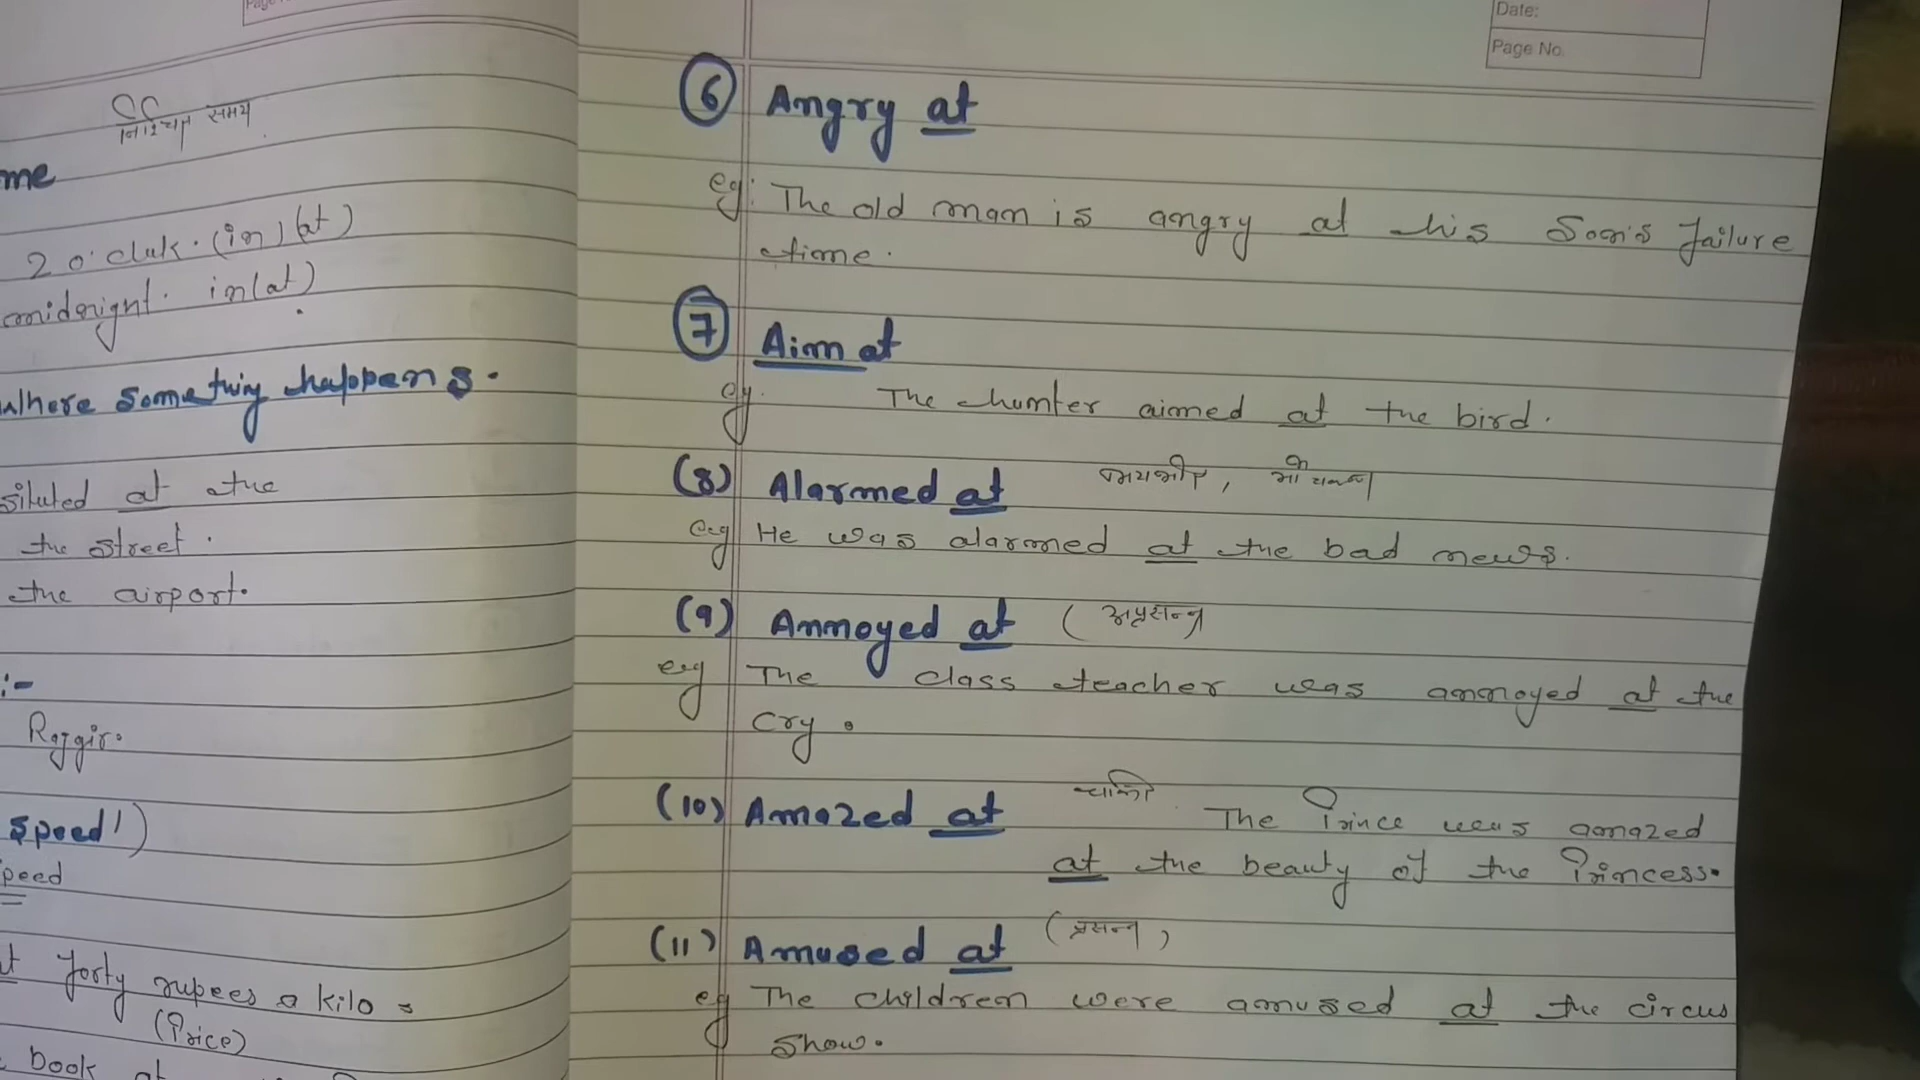 निश्चित समय
me
2 o'cluk. (in) (at)
midnight. in (at)
where something happens.
situted at the
the street.
the airport.
:-
Rajgir.
speed')
peed
at forty rupees a kilo
(Price)
book at
Date:
Page No.
(6) Angry at
eg: The old man is angry at his son's failure
time.
(7) Aim at
eg. The hunter aimed at the bird.
(8) Alarmed at भयभीत,
e.g He was alarmed at the bad news.
(9) Annoyed at (अप्रसन्न)
e.g The class teacher was annoyed at the
cry.
(10) Amazed at चकित The Prince was amazed
at the beauty of the Princess.
(11) Amused at (प्रसन्न)
eg The children were amused at the circus
show.